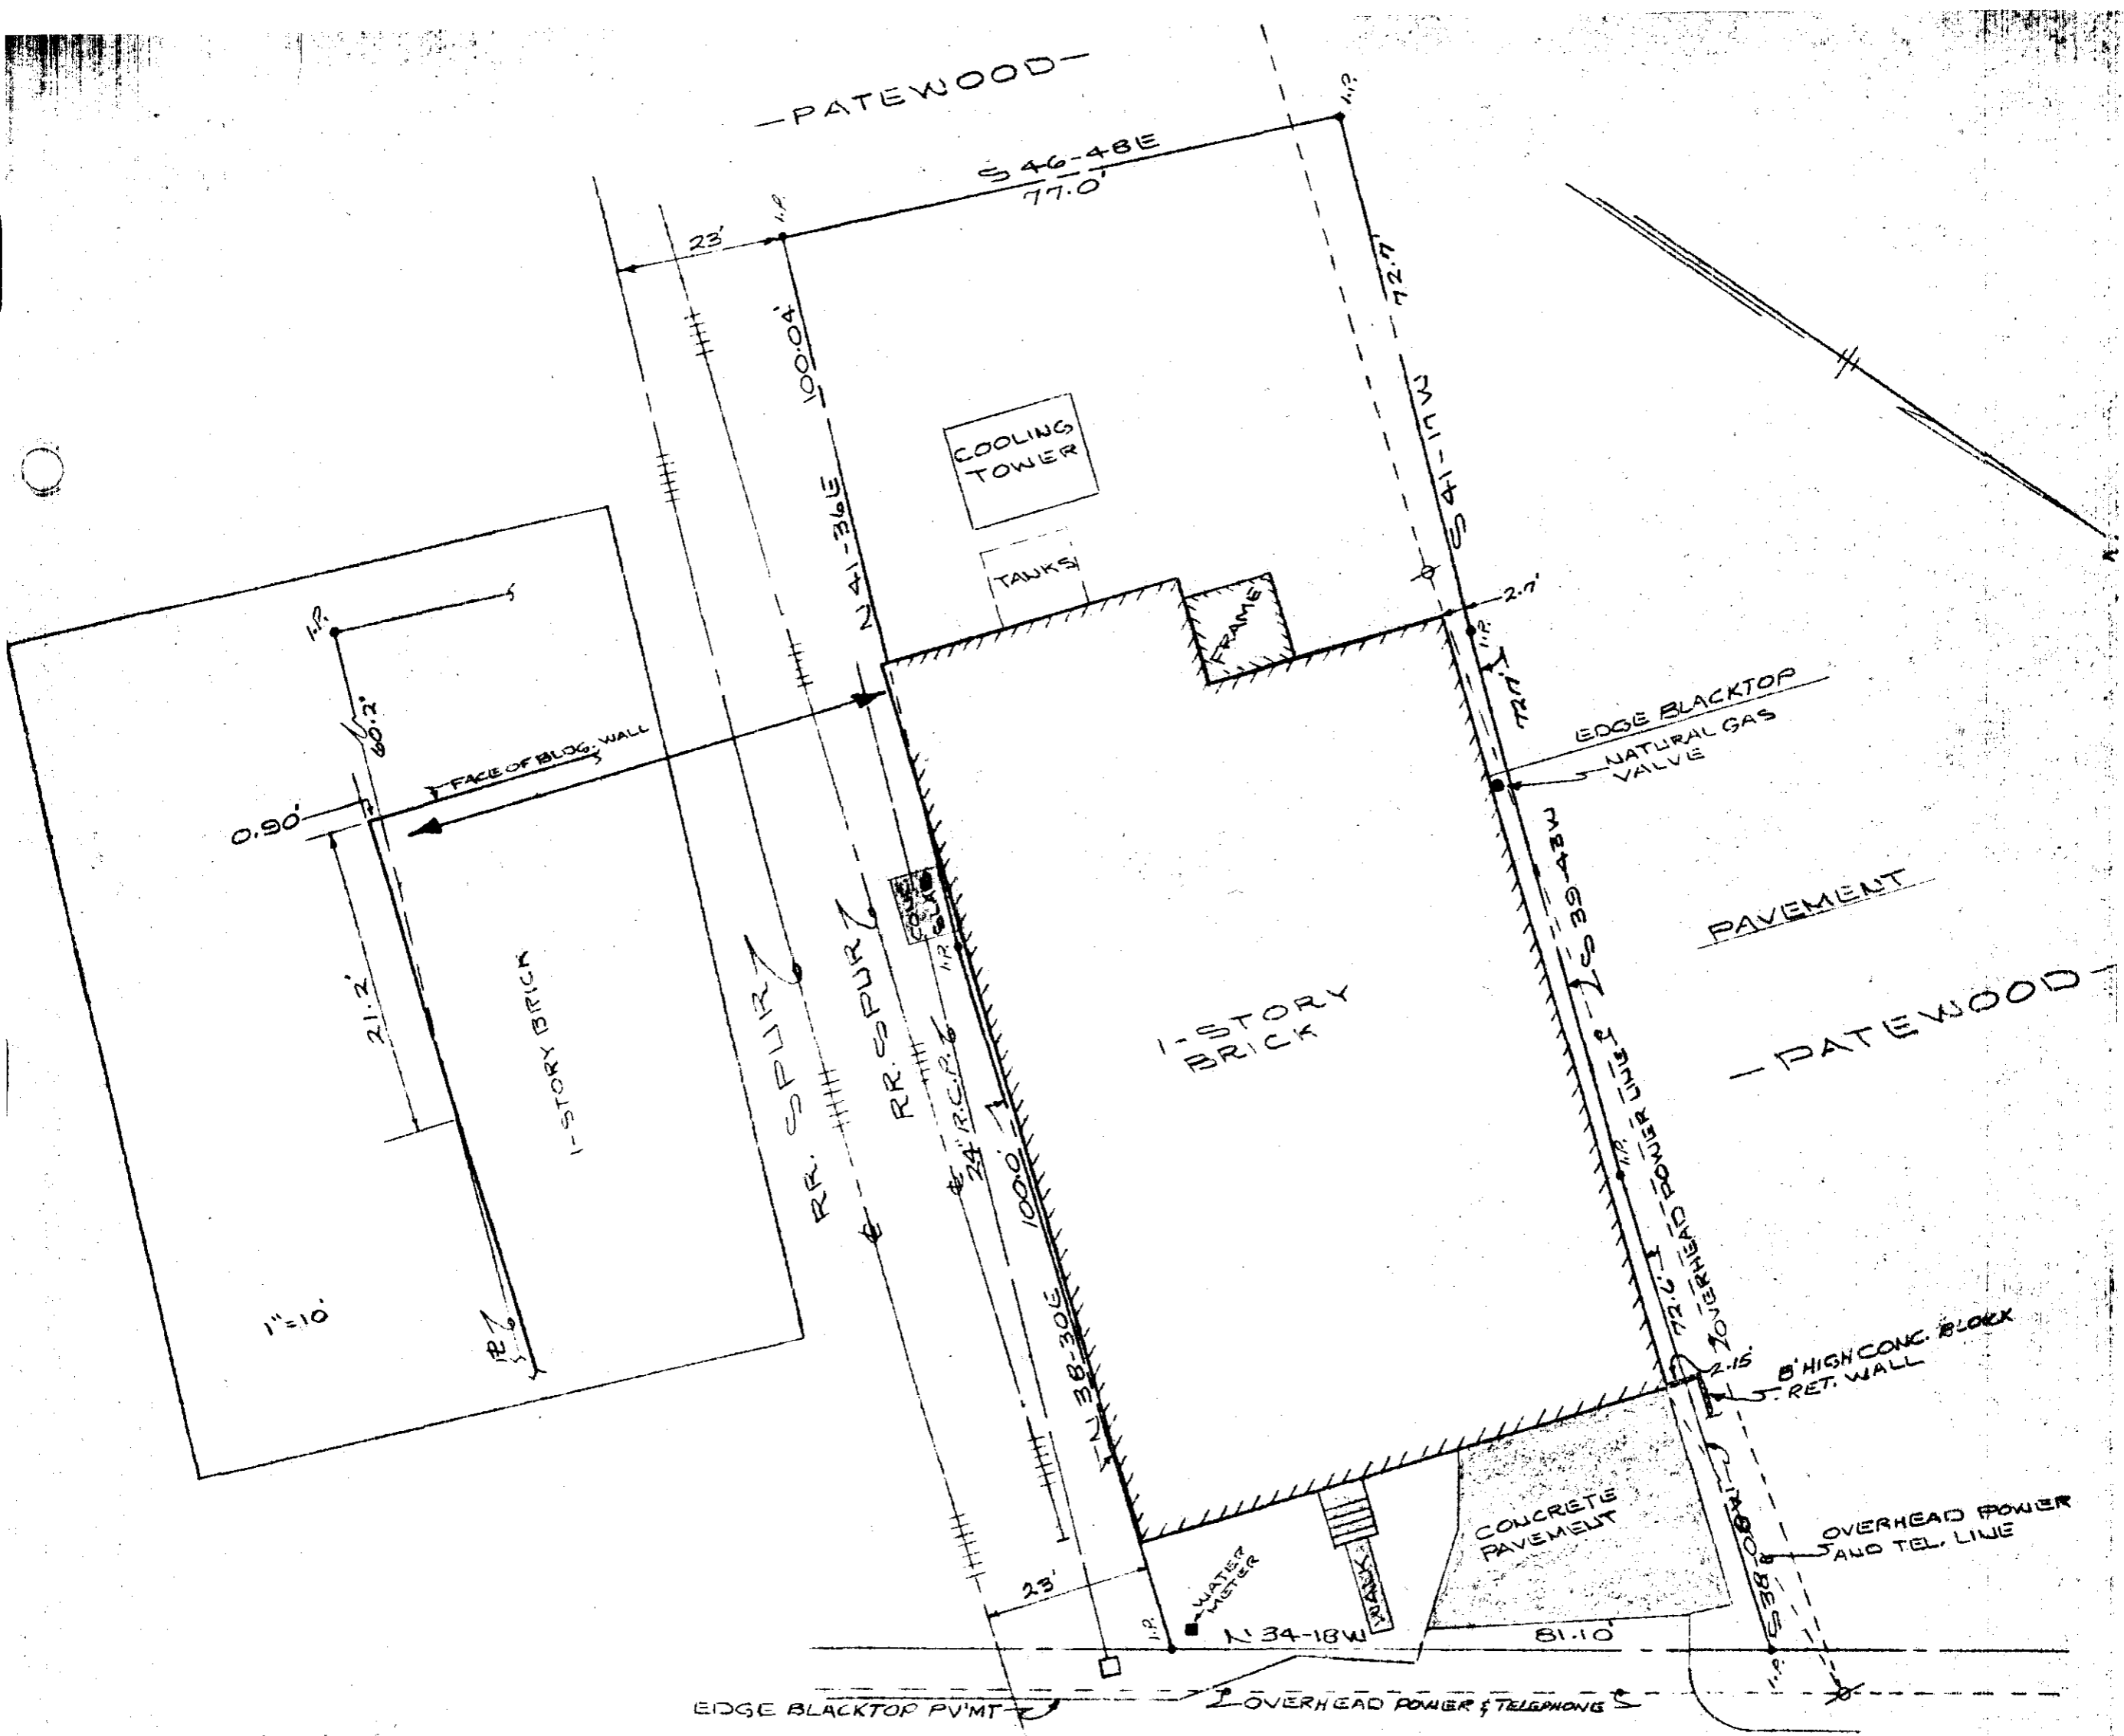 —PATEWOOD—
I.P.
S 46-48E
77.0'
I.P.
23'
72.7'
100.04'
COOLING
TOWER
S 41-17W
N 41-36E
TANKS
FRAME
2.7'
I.P.
I.P.
72.7'
60.2'
EDGE BLACKTOP
NATURAL GAS
VALVE
FACE OF BLDG. WALL
0.90'
S 39-43W
PAVEMENT
CONC
I.P.
21.2'
1-STORY BRICK
RR. SPUR
RR. SPUR
1-STORY
BRICK
—PATEWOOD—
24" R.C.P.
OVERHEAD POWER LINE
I.P.
100.0'
N 38-30E
72.6'
1"=10'
2.15'
8' HIGH CONC. BLOCK
RET. WALL
CONCRETE
PAVEMENT
OVERHEAD POWER
AND TEL. LINE
23'
WATER
METER
WALK
I.P.
N 34-18W
81.10'
I.P.
EDGE BLACKTOP PV'MT
OVERHEAD POWER & TELEPHONE